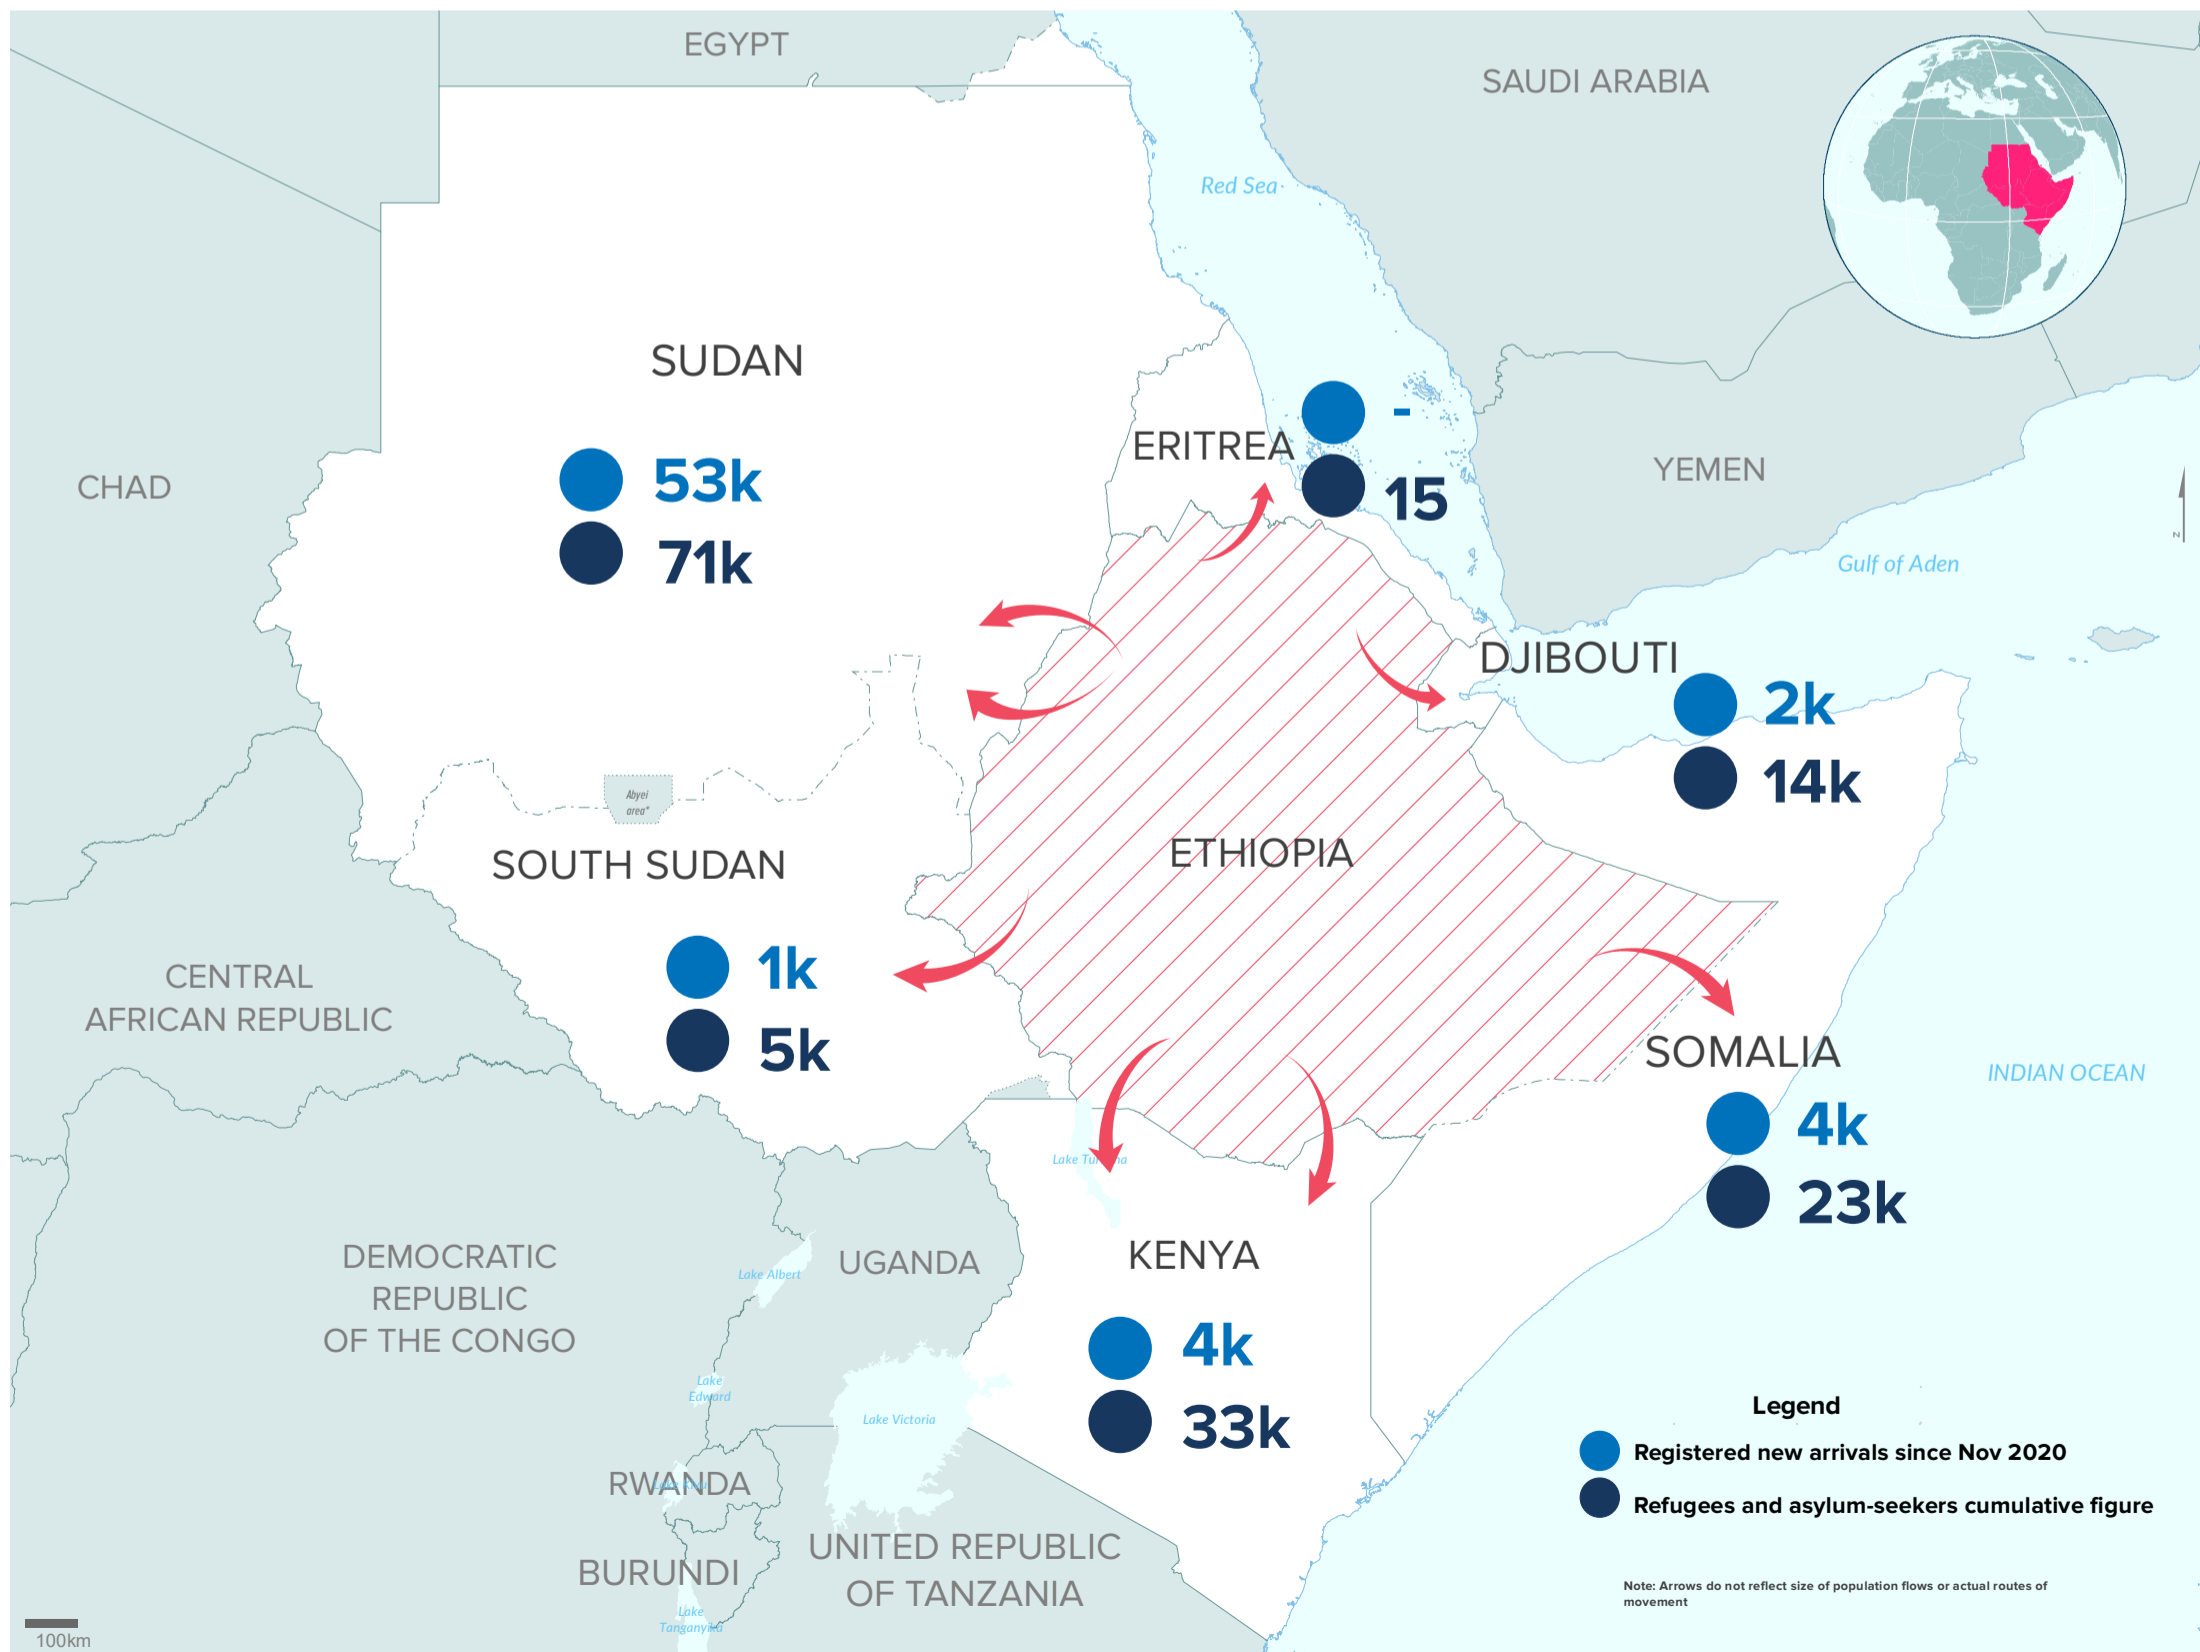 EGYPT
SAUDI ARABIA
Red Sea
SUDAN
ERITREA
-
15
53k
71k
CHAD
YEMEN
N
Gulf of Aden
DJIBOUTI
2k
14k
Abyei
area*
SOUTH SUDAN
1k
5k
ETHIOPIA
CENTRAL
AFRICAN REPUBLIC
SOMALIA
4k
23k
INDIAN OCEAN
DEMOCRATIC
REPUBLIC
OF THE CONGO
Lake Albert
UGANDA
KENYA
4k
33k
Lake
Edward
Lake Victoria
RWANDA
BURUNDI
UNITED REPUBLIC
OF TANZANIA
Lake
Tanganyika
100km
Legend
Registered new arrivals since Nov 2020
Refugees and asylum-seekers cumulative figure
Note: Arrows do not reflect size of population flows or actual routes of
movement